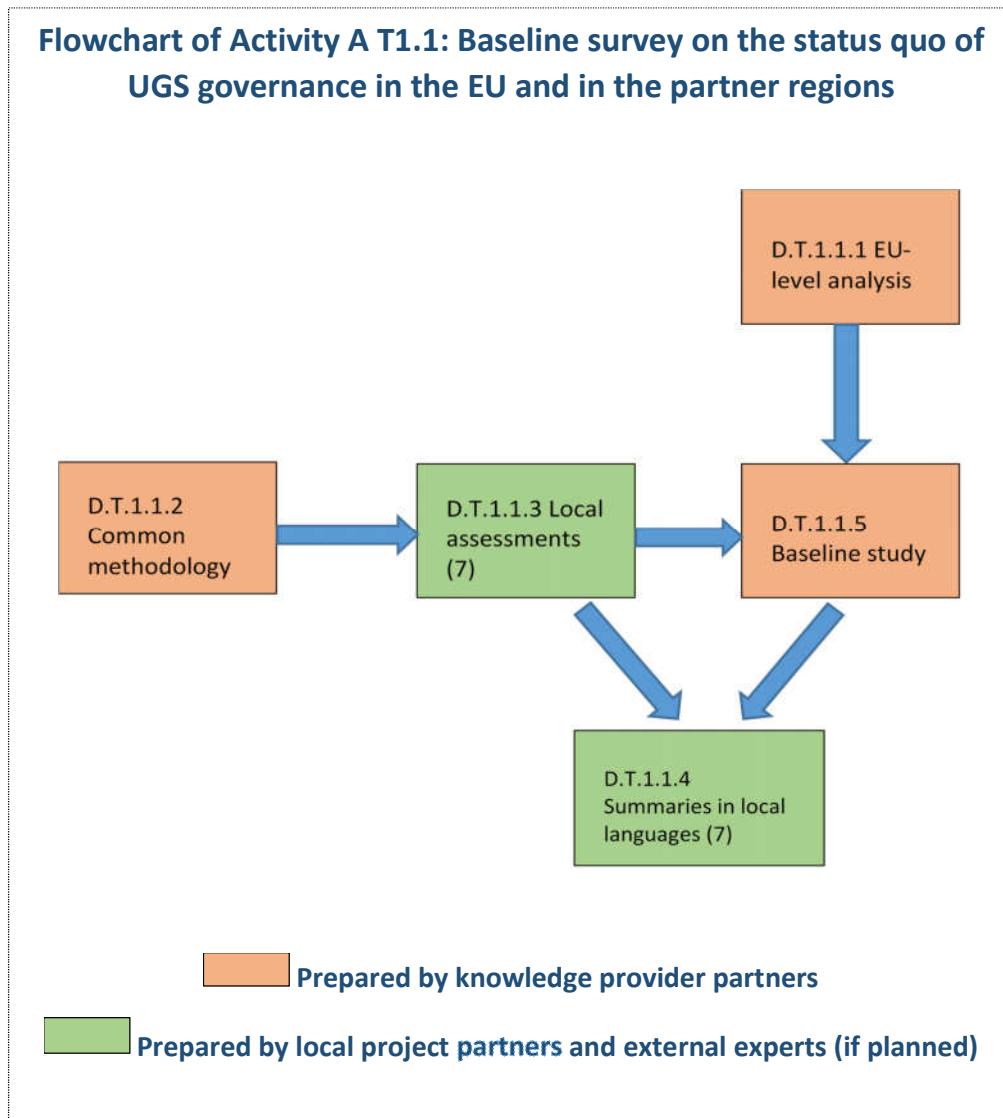 Flowchart of Activity A T1.1: Baseline survey on the status quo of
UGS governance in the EU and in the partner regions
D.T.1.1.1 EU-
level analysis
D.T.1.1.2
Common
methodology
D.T.1.1.3 Local
assessments
(7)
D.T.1.1.5
Baseline study
D.T.1.1.4
Summaries in local
languages (7)
Prepared by knowledge provider partners
Prepared by local project partners and external experts (if planned)